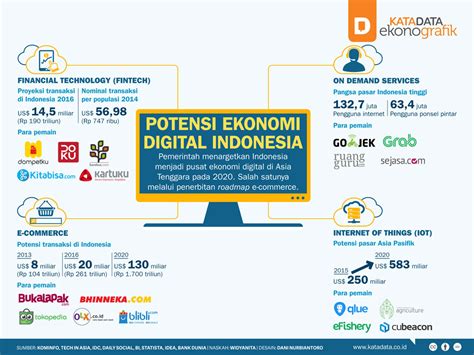 D KATADATA
ekonografik
FINANCIAL TECHNOLOGY (FINTECH)
Proyeksi transaksi
di Indonesia 2016
US$ 14,5 miliar
(Rp 190 triliun)
Nominal transaksi
per populasi 2014
US$ 56,98
(Rp 747 ribu)
Para pemain
dompetku
DOKU
Kitabisa.com
kartuku
ON DEMAND SERVICES
Pangsa pasar Indonesia tinggi
132,7 juta
Pengguna internet
63,4 juta
Pengguna ponsel pintar
Para pemain
GO-JEK
Grab
ruang
guru.com
sejasa.com
POTENSI EKONOMI
DIGITAL INDONESIA
Pemerintah menargetkan Indonesia
menjadi pusat ekonomi digital di Asia
Tenggara pada 2020. Salah satunya
melalui penerbitan roadmap e-commerce.
E-COMMERCE
Potensi transaksi di Indonesia
2013
US$ 8 miliar
(Rp 104 triliun)
2016
US$ 20 miliar
(Rp 261 triliun)
2020
US$ 130 miliar
(Rp 1.700 triliun)
Para pemain
BUKALAPAK
BHINNEKA.COM
tokopedia
OLX.co.id
blibli.com
INTERNET OF THINGS (IOT)
Potensi pasar Asia Pasifik
2015
US$ 250 miliar
2020
US$ 583 miliar
Para pemain
qlue
agriculture
eFishery
cubeacon
SUMBER: KOMINFO, TECH IN ASIA, IDC, DAILY SOCIAL, BI, STATISTA, IDEA, BANK DUNIA | NASKAH: WIDYANITA | DESAIN: DANI NURBIANTORO
www.katadata.co.id